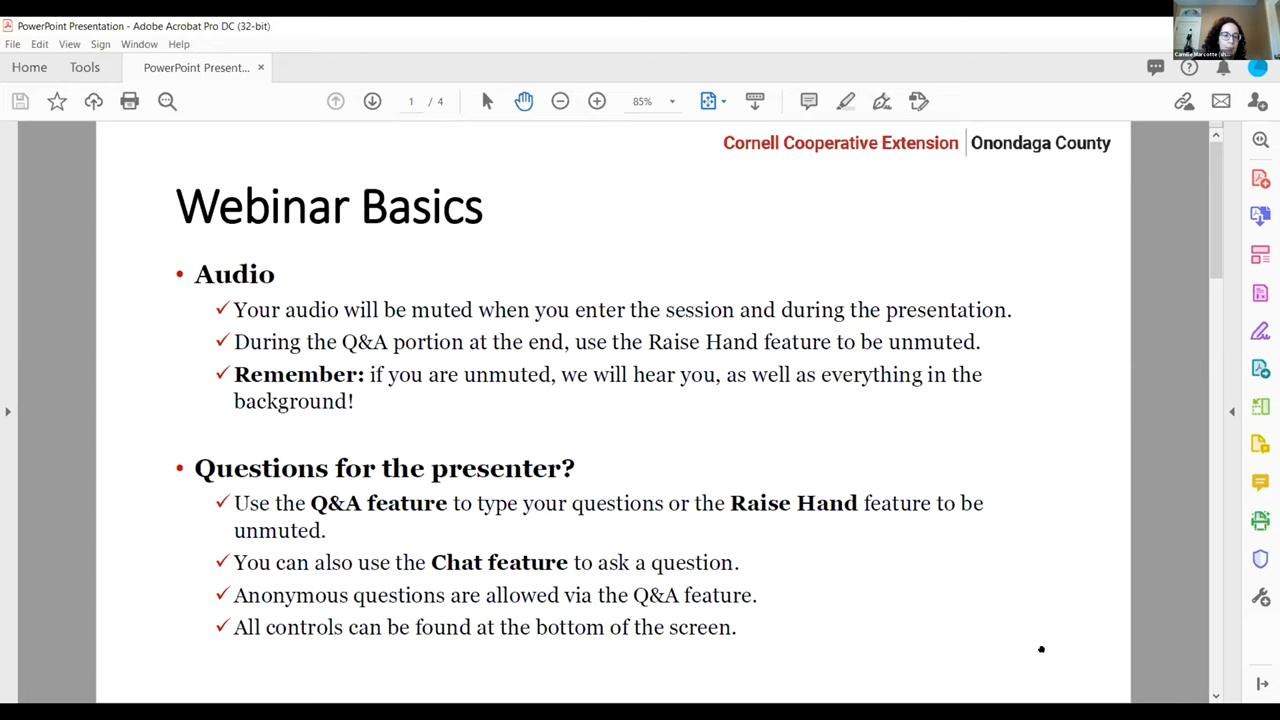 PowerPoint Presentation - Adobe Acrobat Pro DC (32-bit)
File Edit View Sign Window Help
Home Tools PowerPoint Present... ×
1 / 4 85%
Cornell Cooperative Extension | Onondaga County
Webinar Basics
• Audio
✓ Your audio will be muted when you enter the session and during the presentation.
✓ During the Q&A portion at the end, use the Raise Hand feature to be unmuted.
✓ Remember: if you are unmuted, we will hear you, as well as everything in the
background!
• Questions for the presenter?
✓ Use the Q&A feature to type your questions or the Raise Hand feature to be
unmuted.
✓ You can also use the Chat feature to ask a question.
✓ Anonymous questions are allowed via the Q&A feature.
✓ All controls can be found at the bottom of the screen.
Camille Marcotte